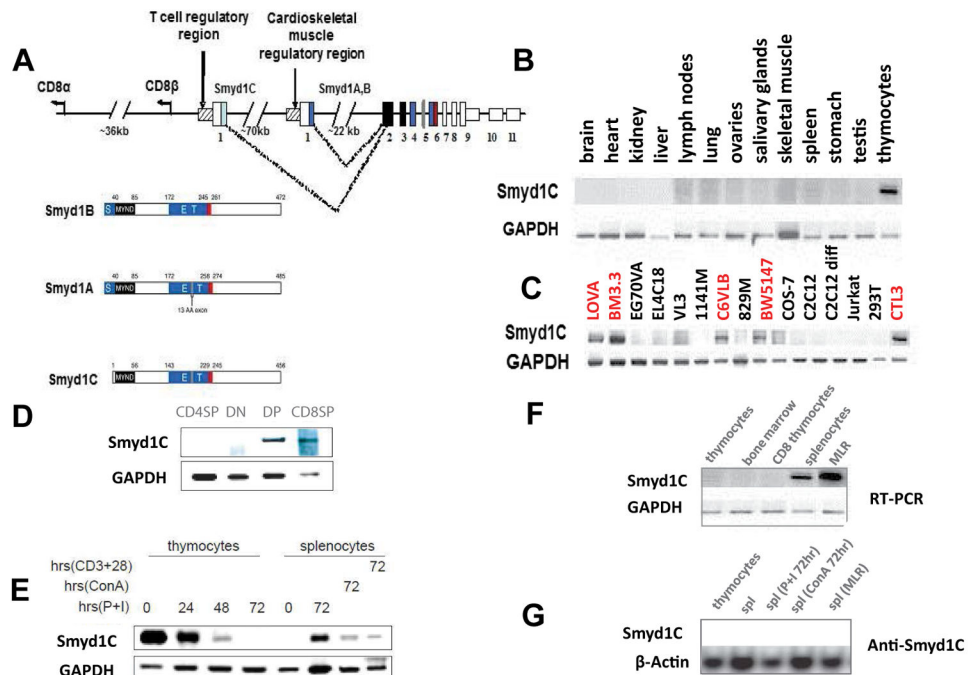 A
T cell regulatory
region
Cardioskeletal
muscle
regulatory region
CD8α
CD8β
Smyd1C
Smyd1A,B
~36kb
~70kb
~22 kb
1
1
2 3 4 5 6 7 8 9 10 11
Smyd1B
40 85 172 245 261 472
S MYND E T
Smyd1A
40 85 172 258 274 485
S MYND E T
13 AA exon
Smyd1C
1 56 143 229 245 456
MYND E T
B
brain
heart
kidney
liver
lymph nodes
lung
ovaries
salivary glands
skeletal muscle
spleen
stomach
testis
thymocytes
Smyd1C
GAPDH
C
LOVA
BM3.3
EG70VA
EL4C18
VL3
1141M
C6VLB
829M
BW5147
COS-7
C2C12
C2C12 diff
Jurkat
293T
CTL3
Smyd1C
GAPDH
D
CD4SP DN DP CD8SP
Smyd1C
GAPDH
E
thymocytes splenocytes
hrs(CD3+28) 72
hrs(ConA) 72
hrs(P+I) 0 24 48 72 0 72
Smyd1C
GAPDH
F
thymocytes
bone marrow
CD8 thymocytes
splenocytes
MLR
Smyd1C
GAPDH
RT-PCR
G
thymocytes
spl
spl (P+I 72hr)
spl (ConA 72hr)
spl (MLR)
Smyd1C
β-Actin
Anti-Smyd1C